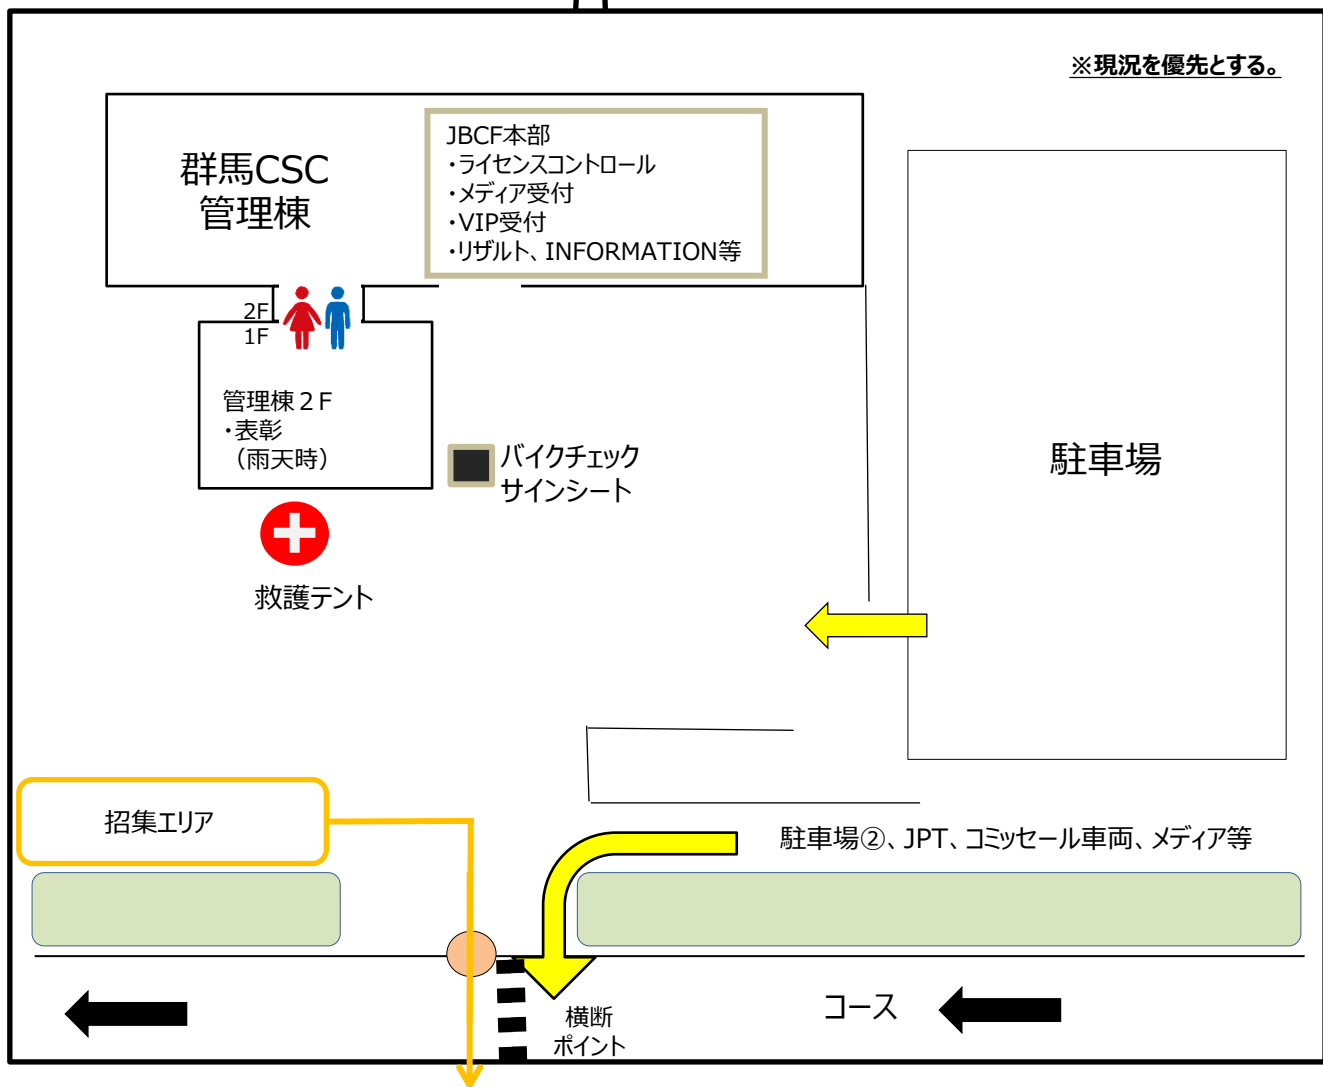 ※現況を優先とする。
群馬CSC
管理棟
JBCF本部
・ライセンスコントロール
・メディア受付
・VIP受付
・リザルト、INFORMATION等
2F
1F
管理棟２F
・表彰
（雨天時）
バイクチェック
サインシート
駐車場
救護テント
招集エリア
駐車場②、JPT、コミッセール車両、メディア等
コース
横断
ポイント